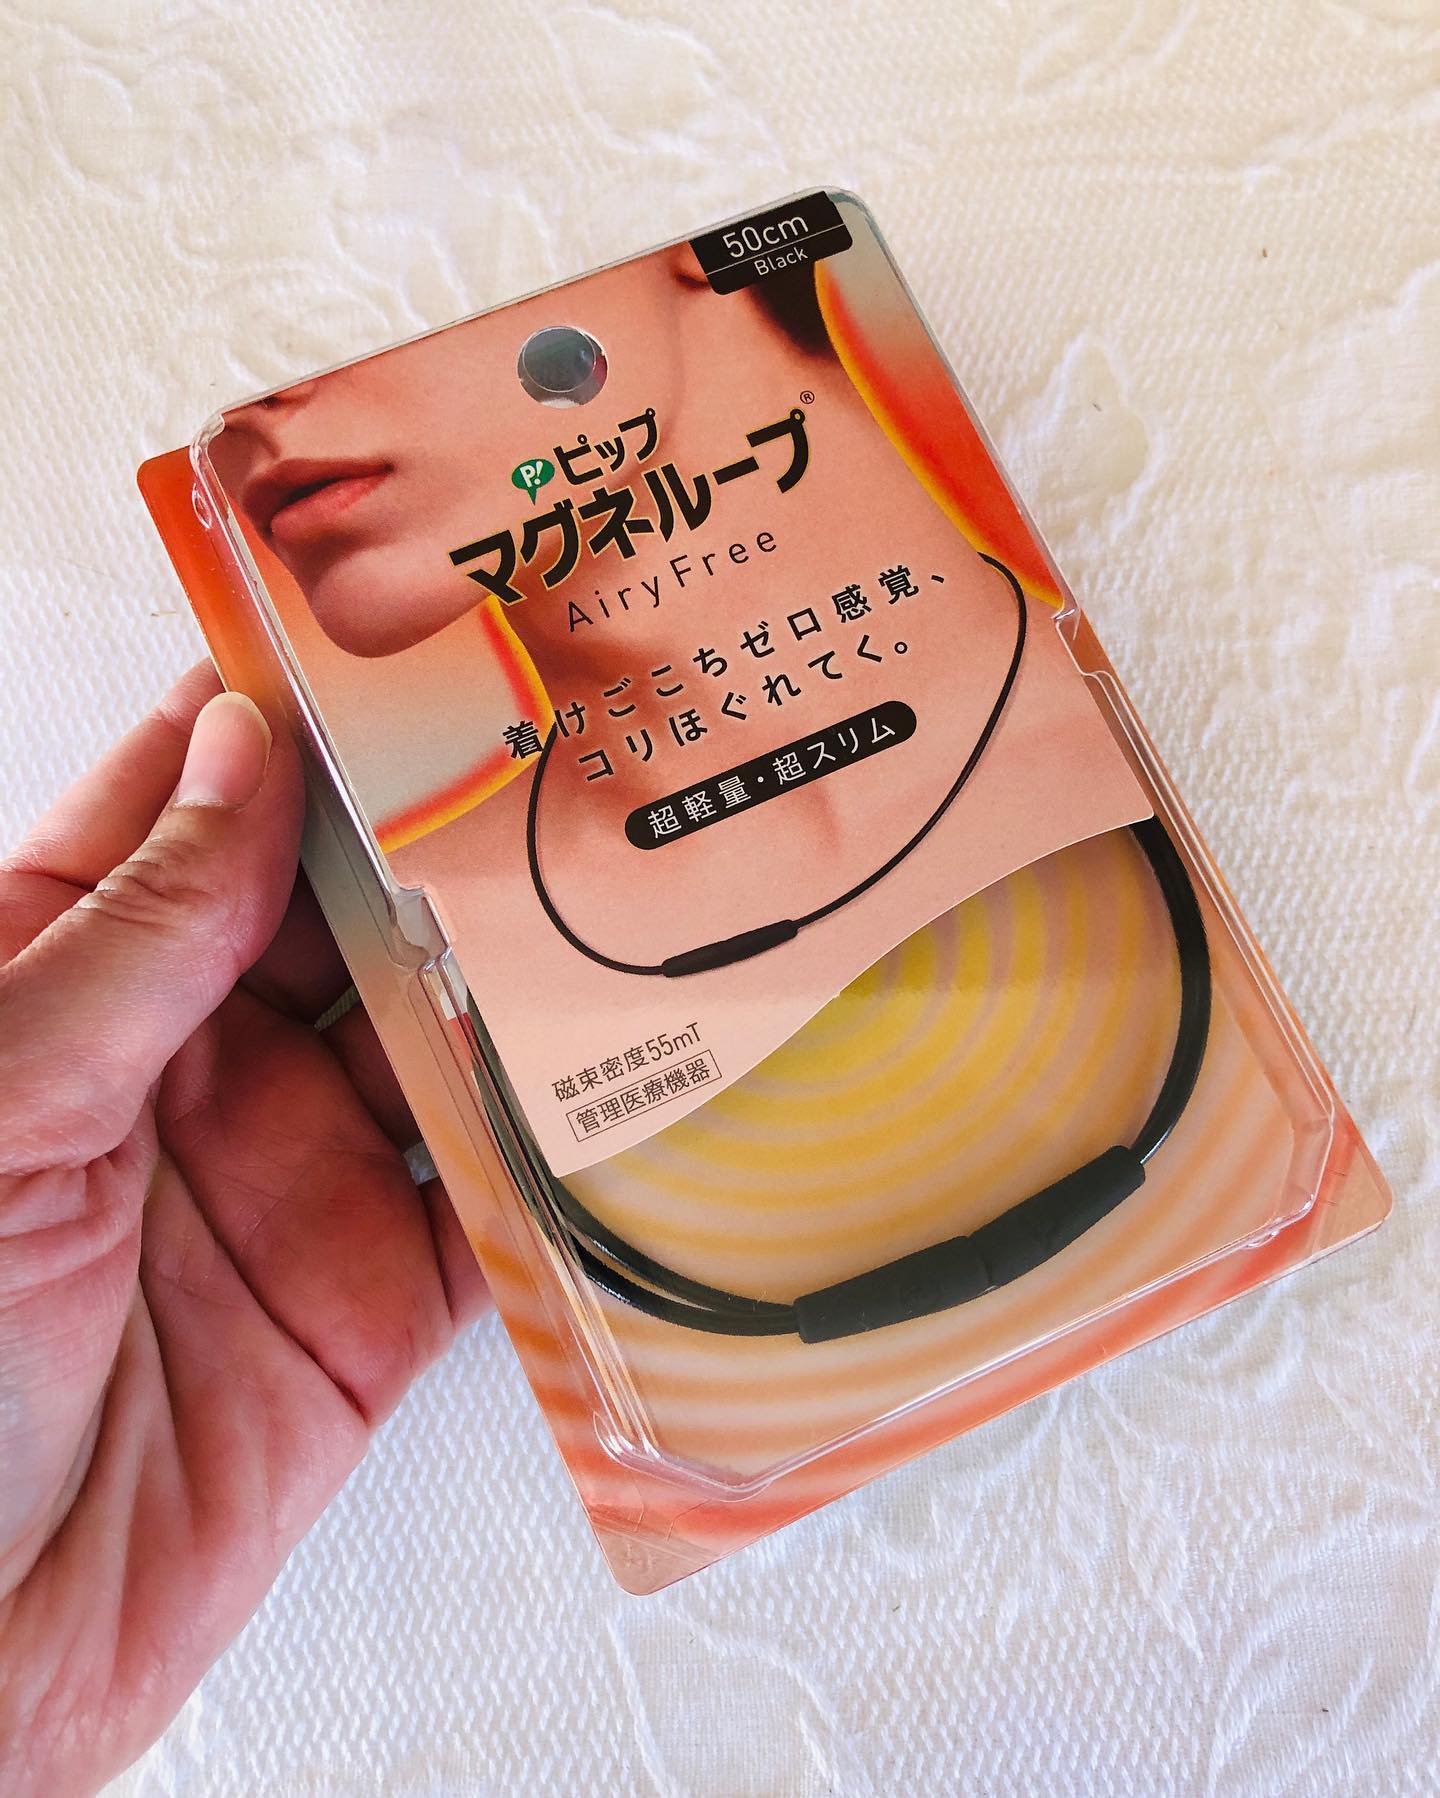 50cm
Black
P!ピップ
マグネループ®
AiryFree
着けごこちゼロ感覚、
コリほぐれてく。
超軽量・超スリム
磁束密度55mT
管理医療機器